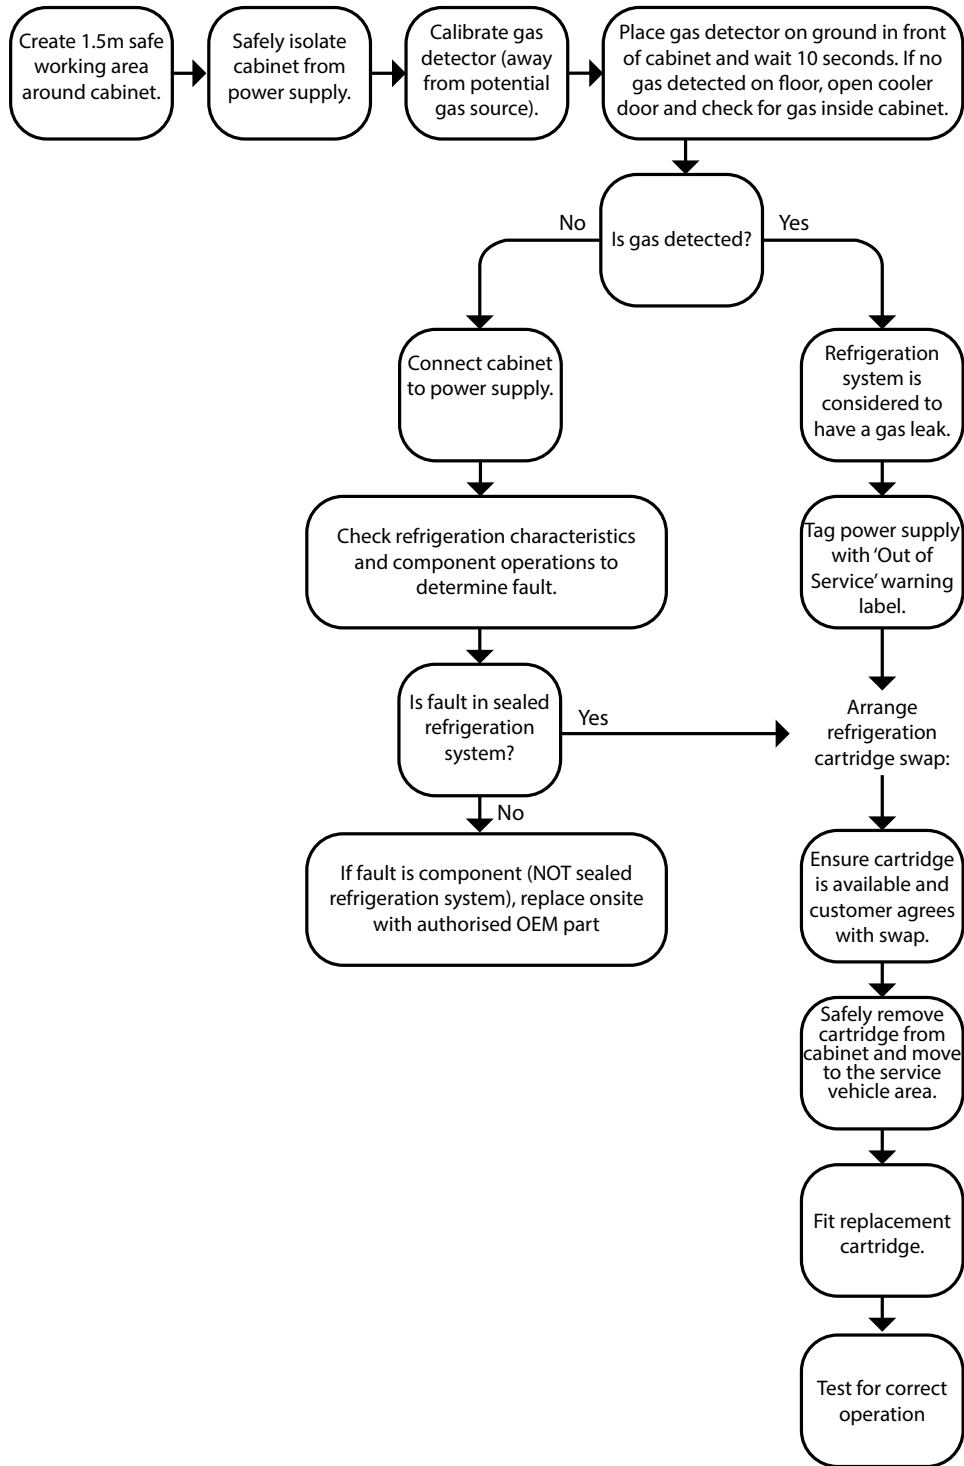 Create 1.5m safe
working area
around cabinet.
Safely isolate
cabinet from
power supply.
Calibrate gas
detector (away
from potential
gas source).
Place gas detector on ground in front
of cabinet and wait 10 seconds. If no
gas detected on floor, open cooler
door and check for gas inside cabinet.
Is gas detected?
No
Yes
Connect cabinet
to power supply.
Refrigeration
system is
considered to
have a gas leak.
Check refrigeration characteristics
and component operations to
determine fault.
Tag power supply
with ‘Out of
Service’ warning
label.
Is fault in sealed
refrigeration
system?
Yes
No
Arrange
refrigeration
cartridge swap:
If fault is component (NOT sealed
refrigeration system), replace onsite
with authorised OEM part
Ensure cartridge
is available and
customer agrees
with swap.
Safely remove
cartridge from
cabinet and move
to the service
vehicle area.
Fit replacement
cartridge.
Test for correct
operation